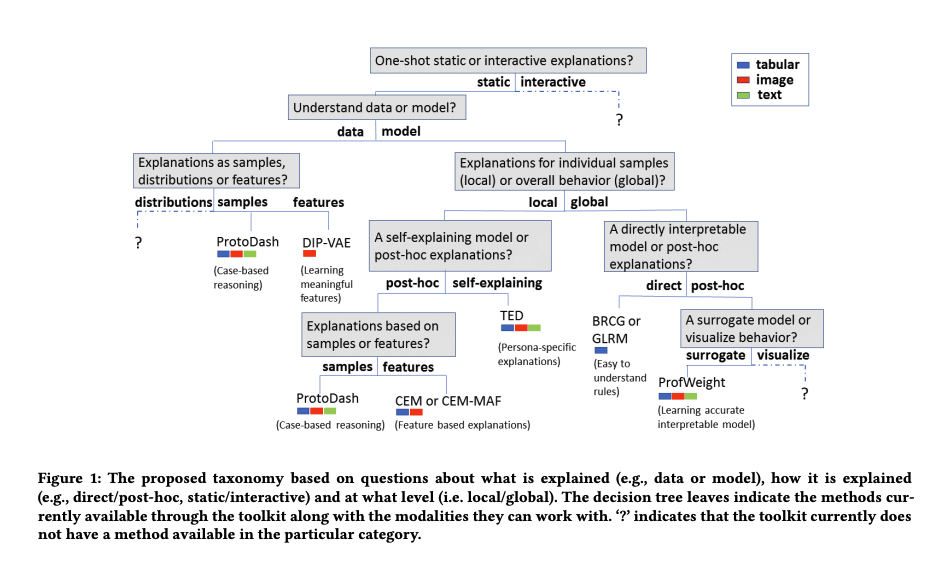 One-shot static or interactive explanations?
tabular
image
text
static interactive
Understand data or model?
?
data model
Explanations as samples,
distributions or features?
Explanations for individual samples
(local) or overall behavior (global)?
distributions samples features
local global
?
ProtoDash
(Case-based
reasoning)
DIP-VAE
(Learning
meaningful
features)
A self-explaining model or
post-hoc explanations?
A directly interpretable
model or post-hoc
explanations?
post-hoc self-explaining
direct post-hoc
Explanations based on
samples or features?
TED
(Persona-specific
explanations)
BRCG or
GLRM
(Easy to
understand
rules)
A surrogate model or
visualize behavior?
samples features
surrogate visualize
ProtoDash
(Case-based reasoning)
CEM or CEM-MAF
(Feature based explanations)
ProfWeight
(Learning accurate
interpretable model)
?
Figure 1: The proposed taxonomy based on questions about what is explained (e.g., data or model), how it is explained
(e.g., direct/post-hoc, static/interactive) and at what level (i.e. local/global). The decision tree leaves indicate the methods cur-
rently available through the toolkit along with the modalities they can work with. ‘?’ indicates that the toolkit currently does
not have a method available in the particular category.